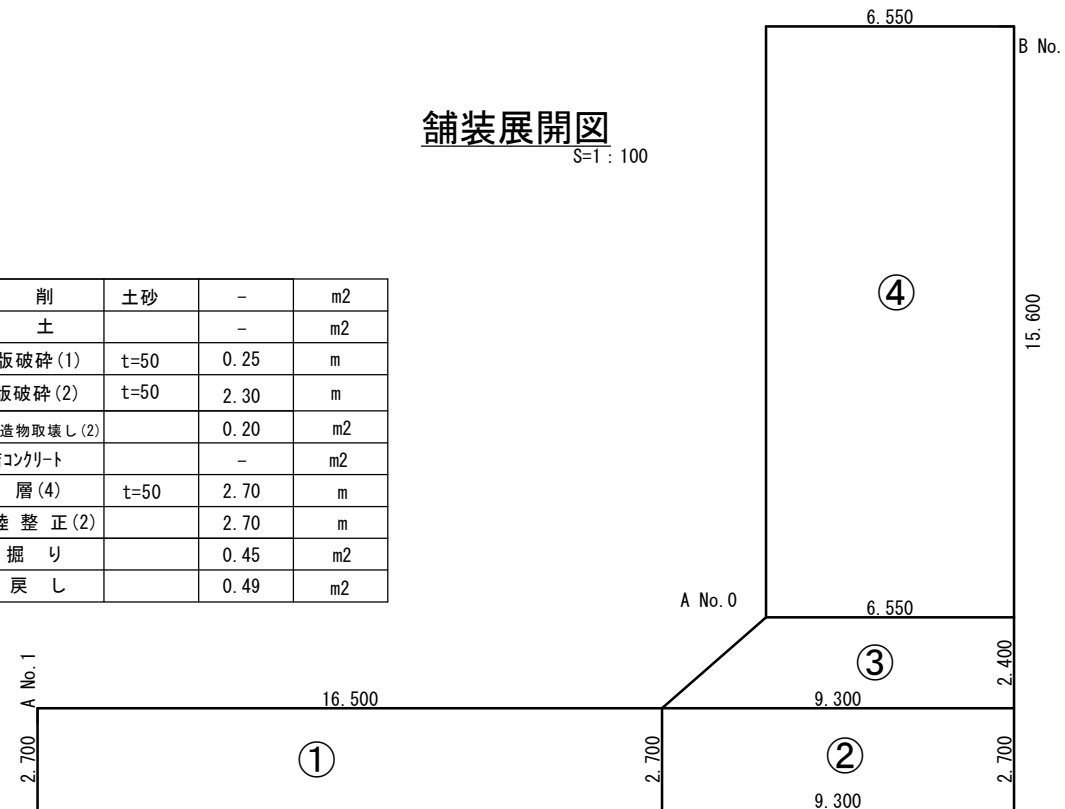 6.550
B No.
舗装展開図
S=1：100
④
15.600
削 土砂 － m2
土 － m2
版破砕(1) t=50 0.25 m
版破砕(2) t=50 2.30 m
造物取壊し(2) 0.20 m2
コンクリート － m2
層(4) t=50 2.70 m
整 正(2) 2.70 m
掘 り 0.45 m2
戻 し 0.49 m2
A No.0
6.550
③
2.400
A No.1
16.500
9.300
2.700
①
2.700
②
2.700
9.300